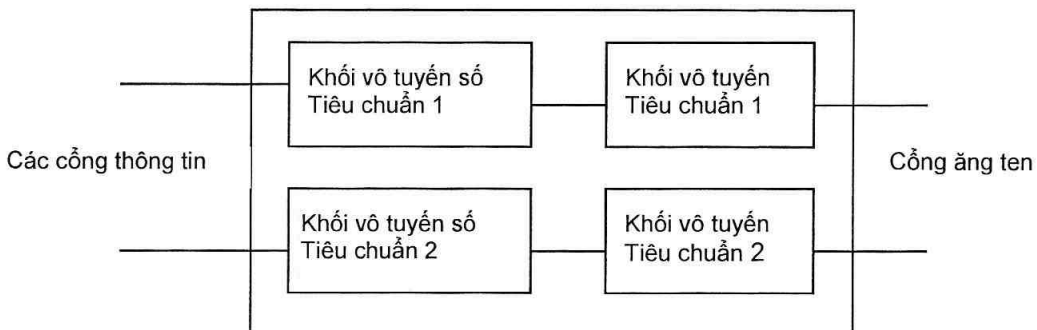 Khối vô tuyến số
Tiêu chuẩn 1
Khối vô tuyến
Tiêu chuẩn 1
Các cổng thông tin
Cổng ăng ten
Khối vô tuyến số
Tiêu chuẩn 2
Khối vô tuyến
Tiêu chuẩn 2